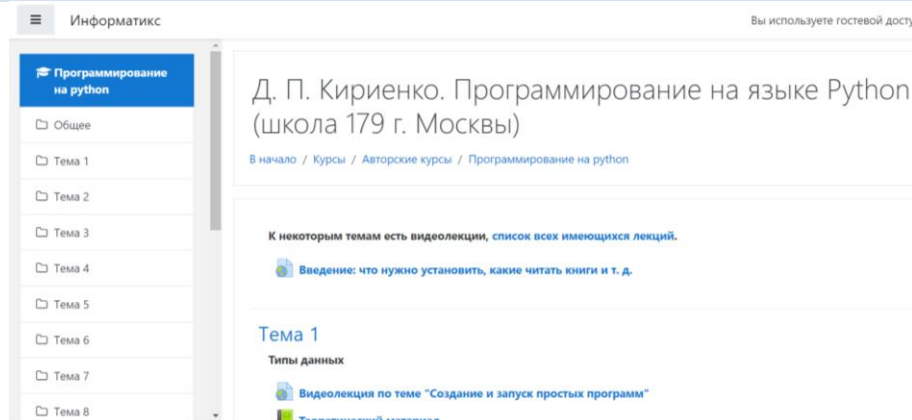 Информатикс
Вы используете гостевой
Программирование
на python
Общее
Тема 1
Тема 2
Тема 3
Тема 4
Тема 5
Тема 6
Тема 7
Тема 8
Д. П. Кириенко. Программирование на языке Python
(школа 179 г. Москвы)
В начало / Курсы / Авторские курсы / Программирование на python
К некоторым темам есть видеолекции, список всех имеющихся лекций.
Введение: что нужно установить, какие читать книги и т. д.
Тема 1
Типы данных
Видеолекция по теме "Создание и запуск простых программ"
Теоретический материал